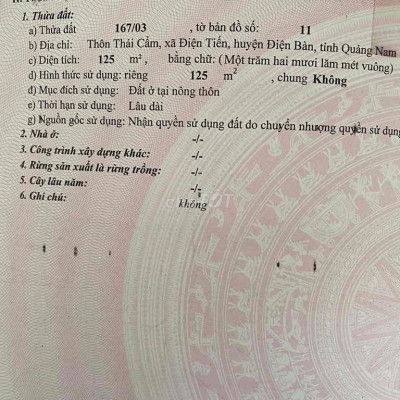 1. Thửa đất:
a) Thửa đất 167/03 , tờ bản đồ số: 11
b) Địa chỉ: Thôn Thái Cẩm, xã Điện Tiến, huyện Điện Bàn, tỉnh Quảng Nam
c) Diện tích: 125 m², bằng chữ: ( Một trăm hai mươi lăm mét vuông)
d) Hình thức sử dụng: riêng 125 m², chung Không
đ) Mục đích sử dụng: Đất ở tại nông thôn
e) Thời hạn sử dụng: Lâu dài
g) Nguồn gốc sử dụng: Nhận quyền sử dụng đất do chuyển nhượng quyền sử dụng
2. Nhà ở: -/-
3. Công trình xây dựng khác: -/-
4. Rừng sản xuất là rừng trồng: -/-
5. Cây lâu năm: -/-
6. Ghi chú: không